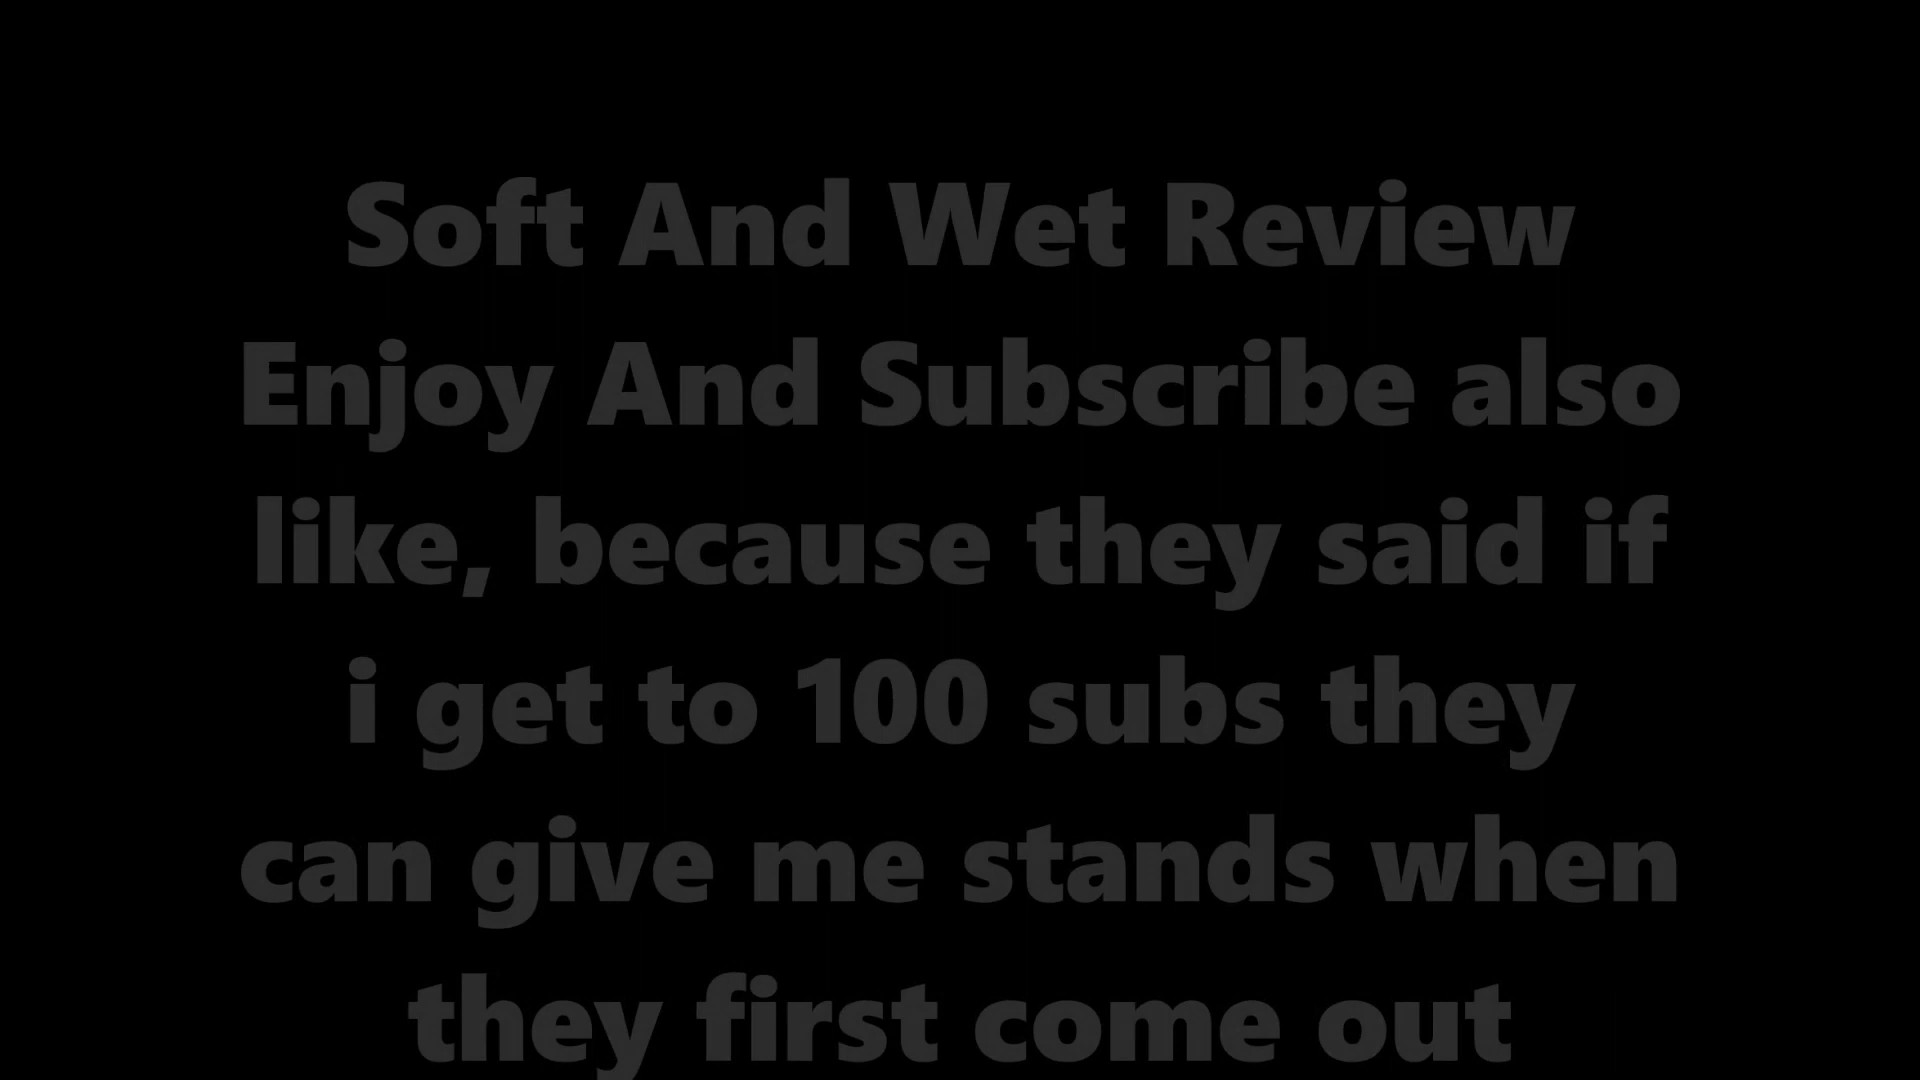 Soft And Wet Review
Enjoy And Subscribe also
like, because they said if
i get to 100 subs they
can give me stands when
they first come out